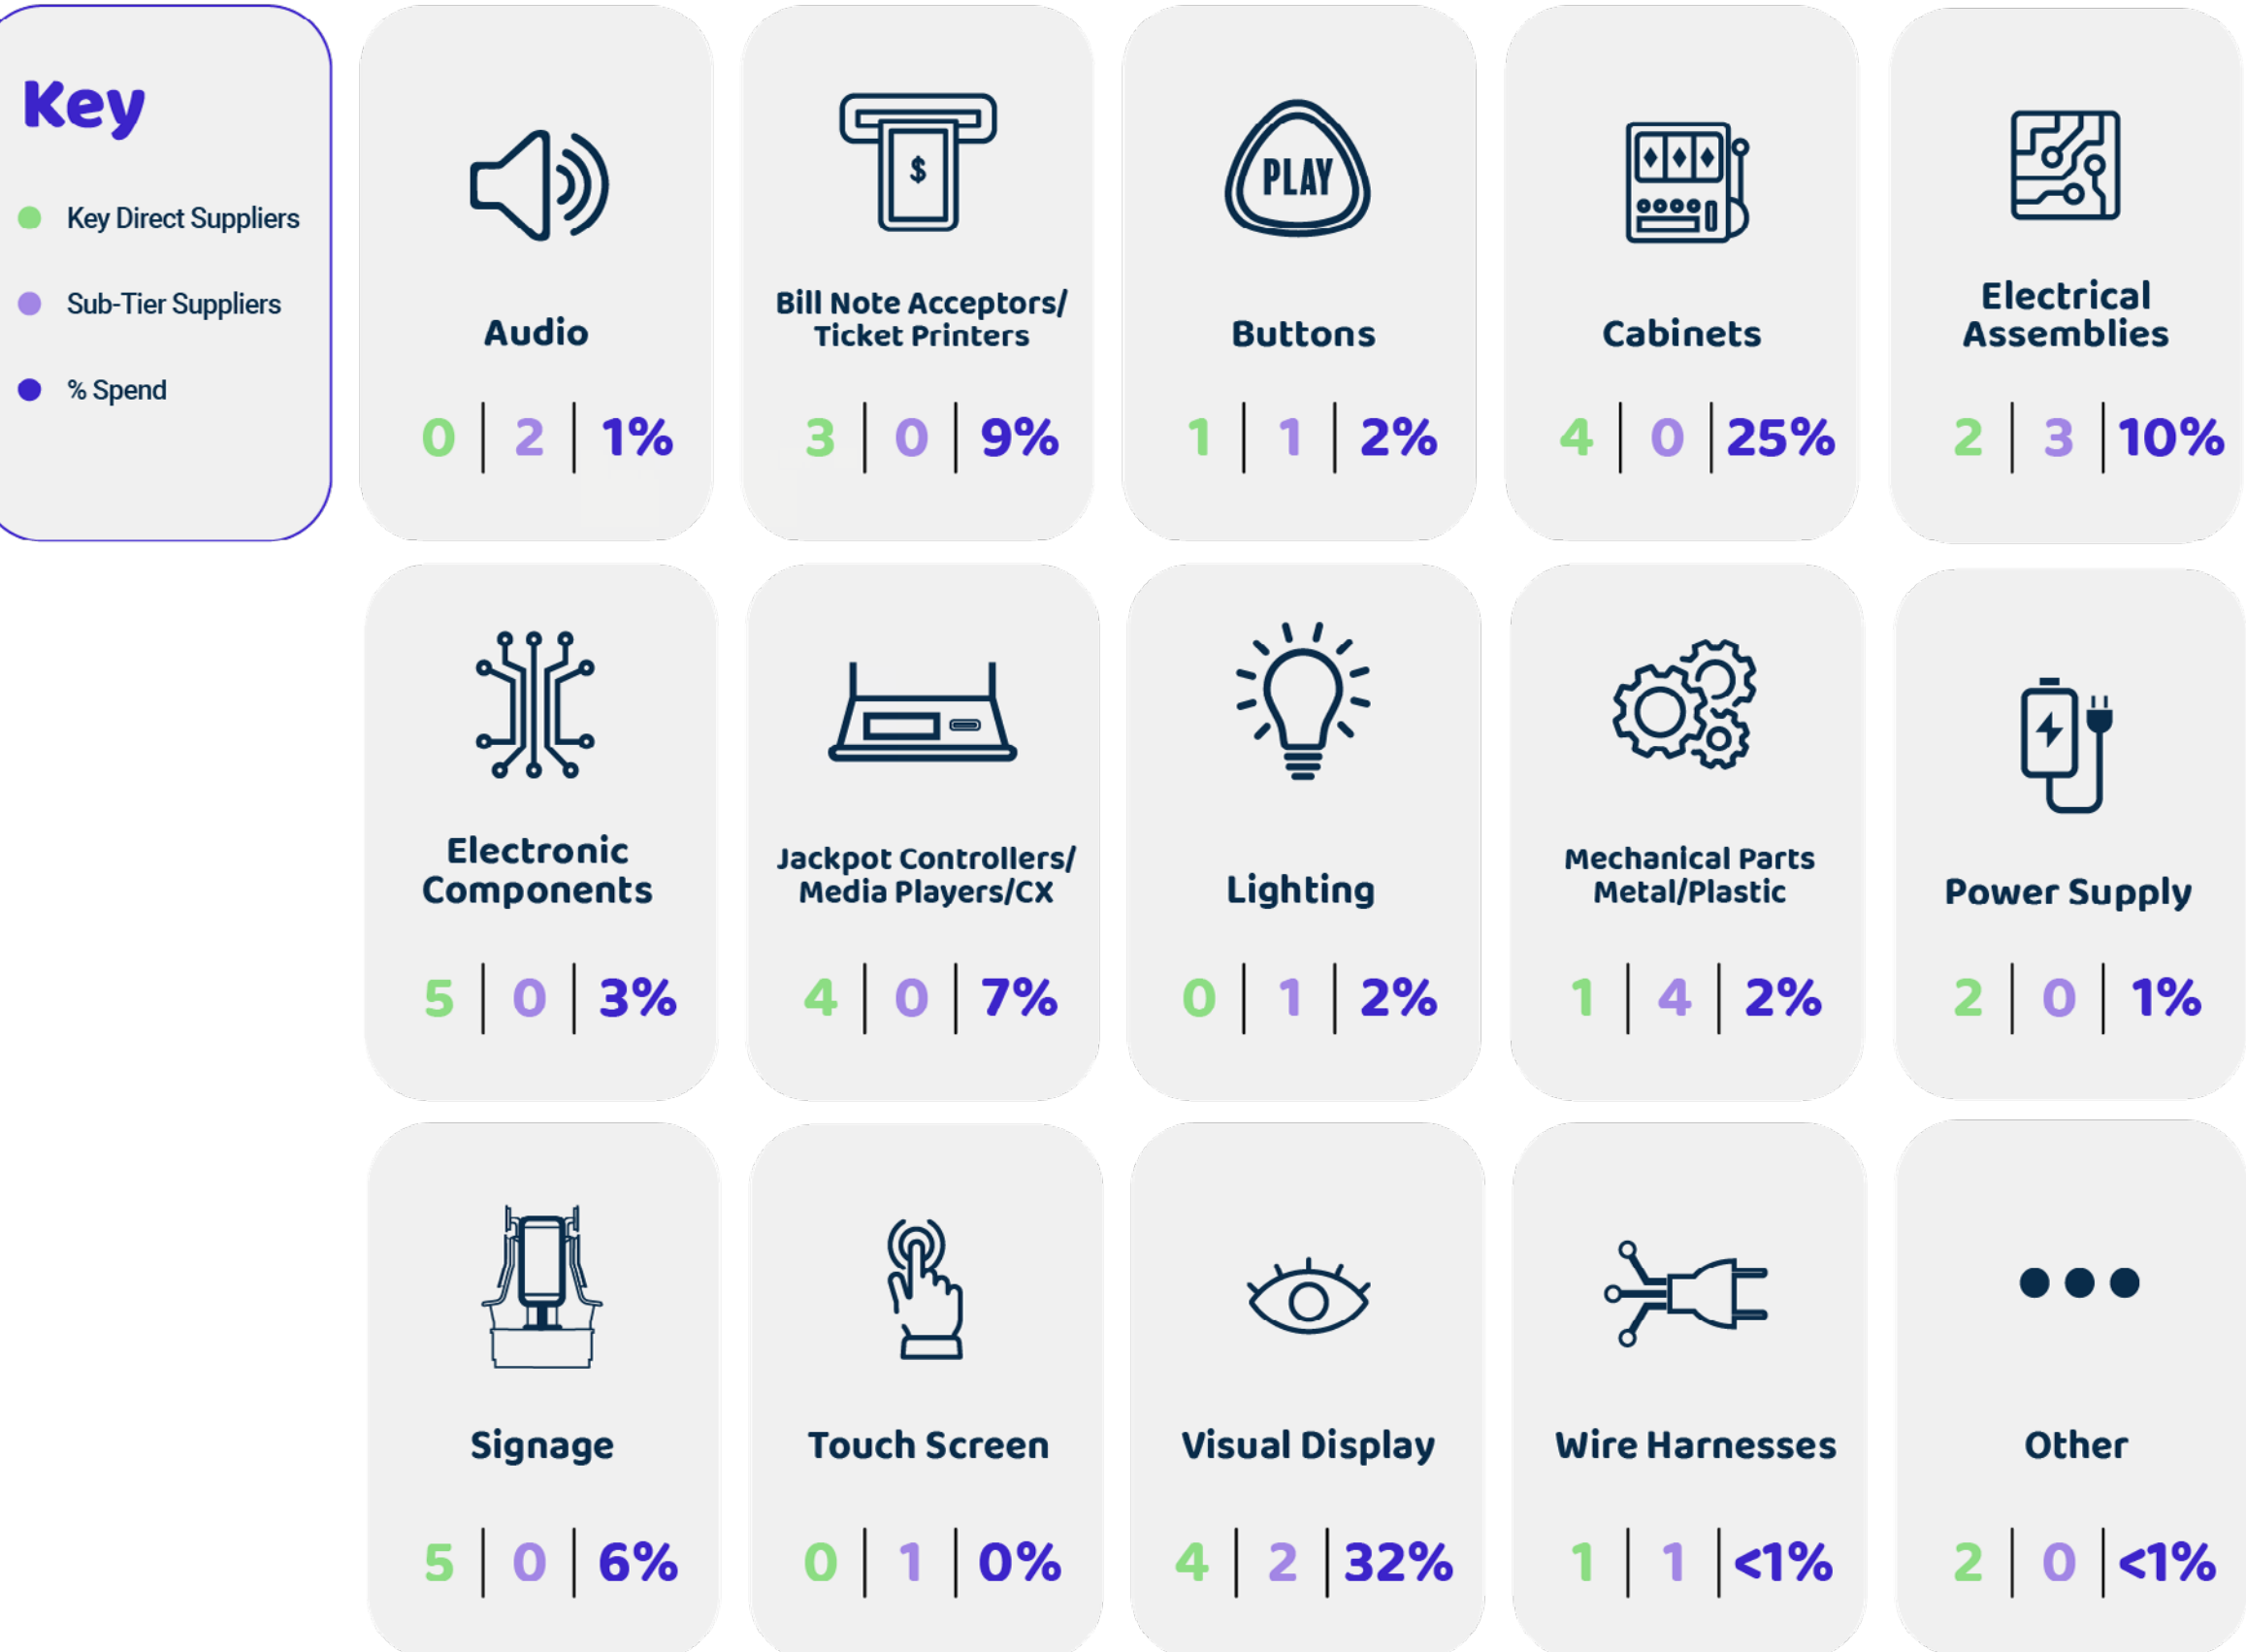 Key
Key Direct Suppliers
Sub-Tier Suppliers
% Spend
Audio
0 | 2 | 1%
$
Bill Note Acceptors/
Ticket Printers
3 | 0 | 9%
PLAY
Buttons
1 | 1 | 2%
Cabinets
4 | 0 | 25%
Electrical
Assemblies
2 | 3 | 10%
Electronic
Components
5 | 0 | 3%
Jackpot Controllers/
Media Players/CX
4 | 0 | 7%
Lighting
0 | 1 | 2%
Mechanical Parts
Metal/Plastic
1 | 4 | 2%
Power Supply
2 | 0 | 1%
Signage
5 | 0 | 6%
Touch Screen
0 | 1 | 0%
Visual Display
4 | 2 | 32%
Wire Harnesses
1 | 1 | <1%
Other
2 | 0 | <1%